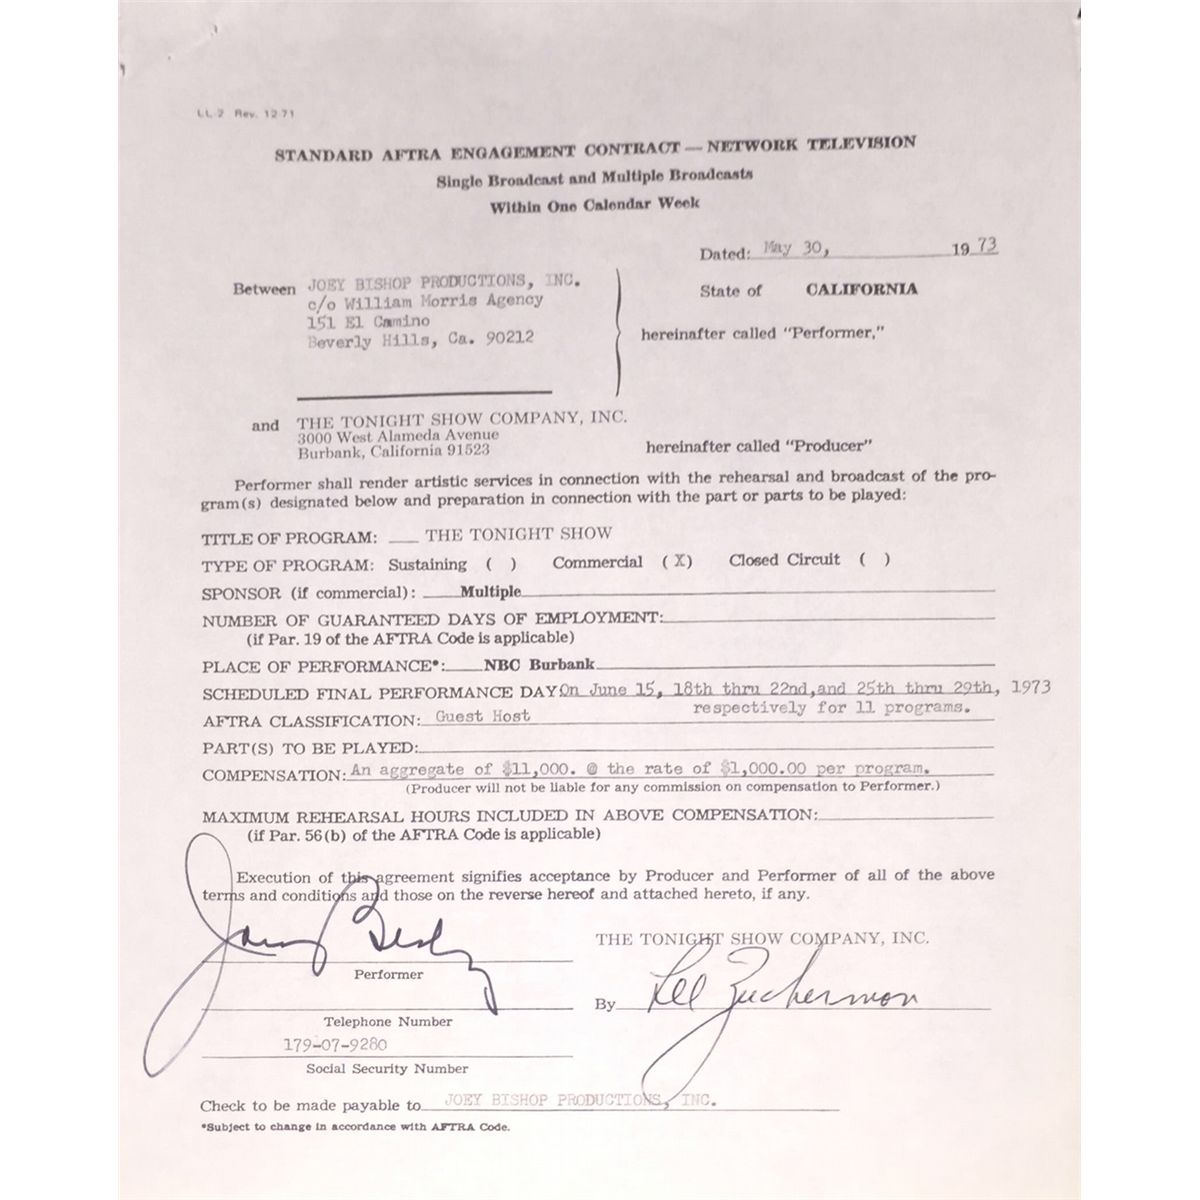 LL-2 Rev. 12-71
STANDARD AFTRA ENGAGEMENT CONTRACT — NETWORK TELEVISION
Single Broadcast and Multiple Broadcasts
Within One Calendar Week
Dated: May 30, 1973
Between JOEY BISHOP PRODUCTIONS, INC.
c/o William Morris Agency
151 El Camino
Beverly Hills, Ca. 90212
State of CALIFORNIA
hereinafter called "Performer,"
and THE TONIGHT SHOW COMPANY, INC.
3000 West Alameda Avenue
Burbank, California 91523
hereinafter called "Producer"
Performer shall render artistic services in connection with the rehearsal and broadcast of the pro-
gram(s) designated below and preparation in connection with the part or parts to be played:
TITLE OF PROGRAM: THE TONIGHT SHOW
TYPE OF PROGRAM: Sustaining ( ) Commercial (X) Closed Circuit ( )
SPONSOR (if commercial): Multiple
NUMBER OF GUARANTEED DAYS OF EMPLOYMENT:
(if Par. 19 of the AFTRA Code is applicable)
PLACE OF PERFORMANCE*: NBC Burbank
SCHEDULED FINAL PERFORMANCE DAY On June 15, 18th thru 22nd, and 25th thru 29th, 1973
respectively for 11 programs.
AFTRA CLASSIFICATION: Guest Host
PART(S) TO BE PLAYED:
COMPENSATION: An aggregate of $11,000. @ the rate of $1,000.00 per program.
(Producer will not be liable for any commission on compensation to Performer.)
MAXIMUM REHEARSAL HOURS INCLUDED IN ABOVE COMPENSATION:
(if Par. 56(b) of the AFTRA Code is applicable)
Execution of this agreement signifies acceptance by Producer and Performer of all of the above
terms and conditions and those on the reverse hereof and attached hereto, if any.
Joey Bishop
Performer
THE TONIGHT SHOW COMPANY, INC.
By Lee Zuckerman
Telephone Number
179-07-9280
Social Security Number
Check to be made payable to JOEY BISHOP PRODUCTIONS, INC.
*Subject to change in accordance with AFTRA Code.